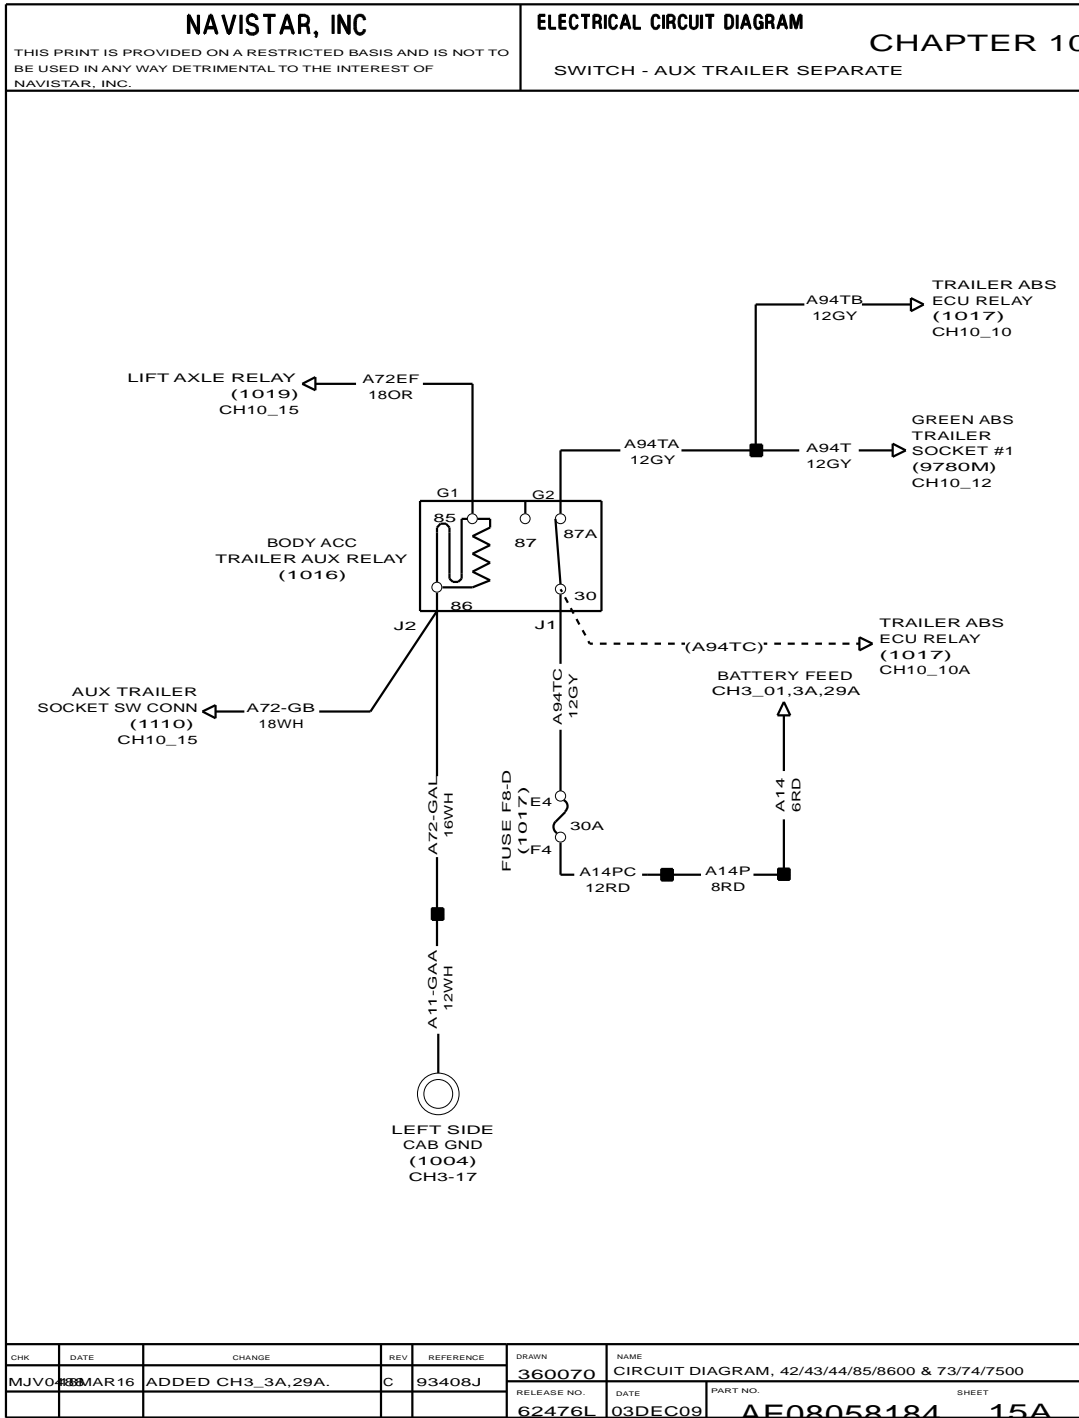 NAVISTAR, INC
THIS PRINT IS PROVIDED ON A RESTRICTED BASIS AND IS NOT TO
BE USED IN ANY WAY DETRIMENTAL TO THE INTEREST OF
NAVISTAR, INC.
ELECTRICAL CIRCUIT DIAGRAM
CHAPTER 10
SWITCH - AUX TRAILER SEPARATE
TRAILER ABS
ECU RELAY
(1017)
CH10_10
A94TB
12GY
LIFT AXLE RELAY
(1019)
CH10_15
A72EF
18OR
A94TA
12GY
A94T
12GY
GREEN ABS
TRAILER
SOCKET #1
(9780M)
CH10_12
G1
G2
85
87
87A
BODY ACC
TRAILER AUX RELAY
(1016)
86
30
J2
J1
(A94TC)
TRAILER ABS
ECU RELAY
(1017)
CH10_10A
BATTERY FEED
CH3_01,3A,29A
A94TC
12GY
AUX TRAILER
SOCKET SW CONN
(1110)
CH10_15
A72-GB
18WH
A72-GAL
16WH
FUSE F8-D
(1017)
E4
30A
F4
A14
6RD
A14PC
12RD
A14P
8RD
A11-GAA
12WH
LEFT SIDE
CAB GND
(1004)
CH3-17
CHK
DATE
CHANGE
REV
REFERENCE
DRAWN
NAME
MAR16
ADDED CH3_3A,29A.
C
93408J
360070
CIRCUIT DIAGRAM, 42/43/44/85/8600 & 73/74/7500
RELEASE NO.
DATE
PART NO.
SHEET
62476L
03DEC09
AE08058184
15A